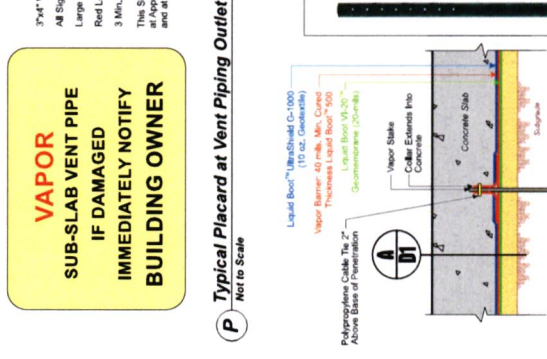 VAPOR
SUB-SLAB VENT PIPE
IF DAMAGED
IMMEDIATELY NOTIFY
BUILDING OWNER
3"x4"
All Sig
Large
Red L
3 Min.
This S
at App
and at
P
Typical Placard at Vent Piping Outlet
Not to Scale
Liquid Boot™ UltraShield G-1000
(10 oz. Geotextile)
Vapor Barrier: 40 mils, Min. Cured
Thickness Liquid Boot™ 500
Liquid Boot VI-20™
Geomembrane (20-mils)
Vapor Stake
Collar Extends Into
Concrete
Concrete Slab
Subgrade
Polypropylene Cable Tie 2"
Above Base of Penetration
A
D1